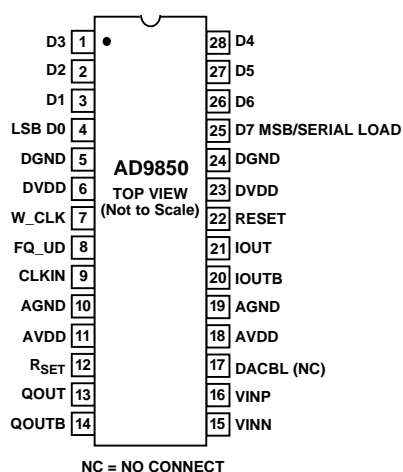 D3 1 28 D4
D2 2 27 D5
D1 3 26 D6
LSB D0 4 25 D7 MSB/SERIAL LOAD
DGND 5 24 DGND
AD9850
DVDD 6 23 DVDD
TOP VIEW
(Not to Scale)
W_CLK 7 22 RESET
FQ_UD 8 21 IOUT
CLKIN 9 20 IOUTB
AGND 10 19 AGND
AVDD 11 18 AVDD
RSET 12 17 DACBL (NC)
QOUT 13 16 VINP
QOUTB 14 15 VINN
NC = NO CONNECT